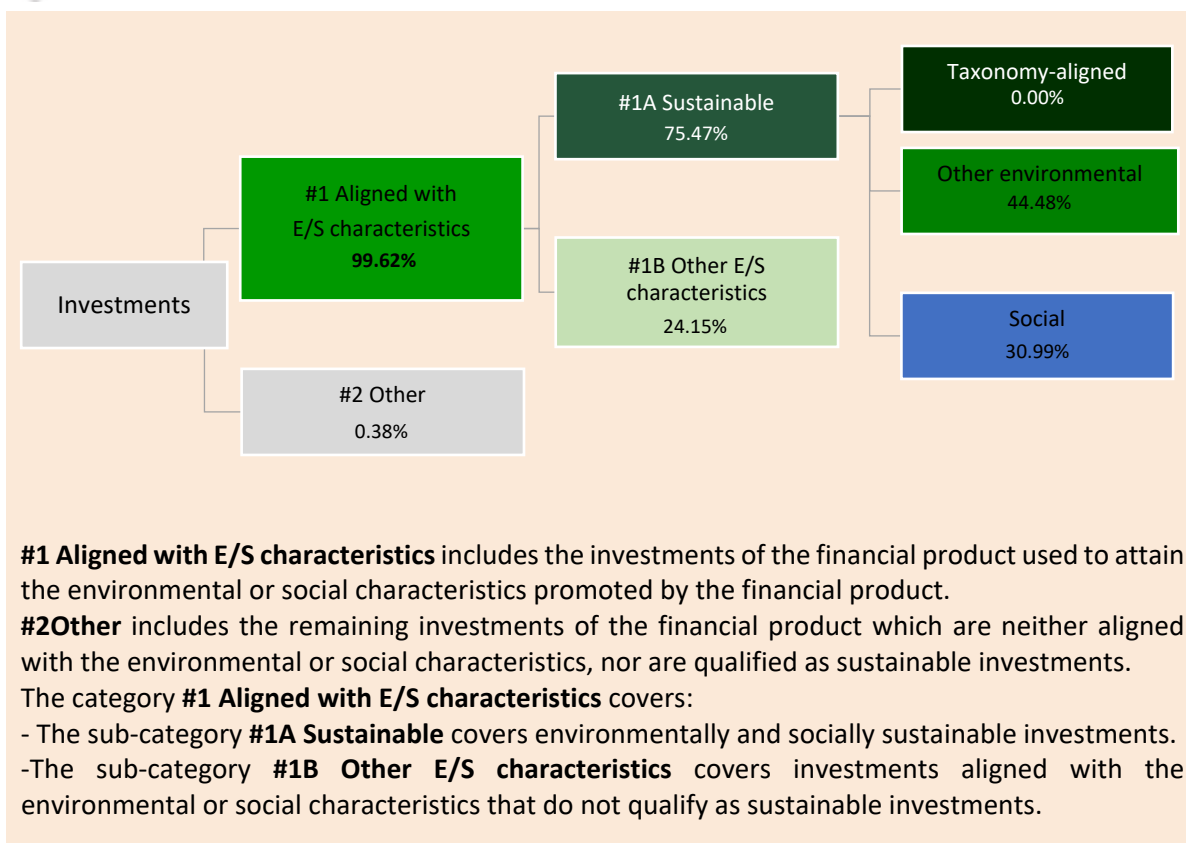 Investments
#1 Aligned with
E/S characteristics
99.62%
#2 Other
0.38%
#1A Sustainable
75.47%
#1B Other E/S
characteristics
24.15%
Taxonomy-aligned
0.00%
Other environmental
44.48%
Social
30.99%
#1 Aligned with E/S characteristics includes the investments of the financial product used to attain
the environmental or social characteristics promoted by the financial product.
#2Other includes the remaining investments of the financial product which are neither aligned
with the environmental or social characteristics, nor are qualified as sustainable investments.
The category #1 Aligned with E/S characteristics covers:
- The sub-category #1A Sustainable covers environmentally and socially sustainable investments.
-The sub-category #1B Other E/S characteristics covers investments aligned with the
environmental or social characteristics that do not qualify as sustainable investments.